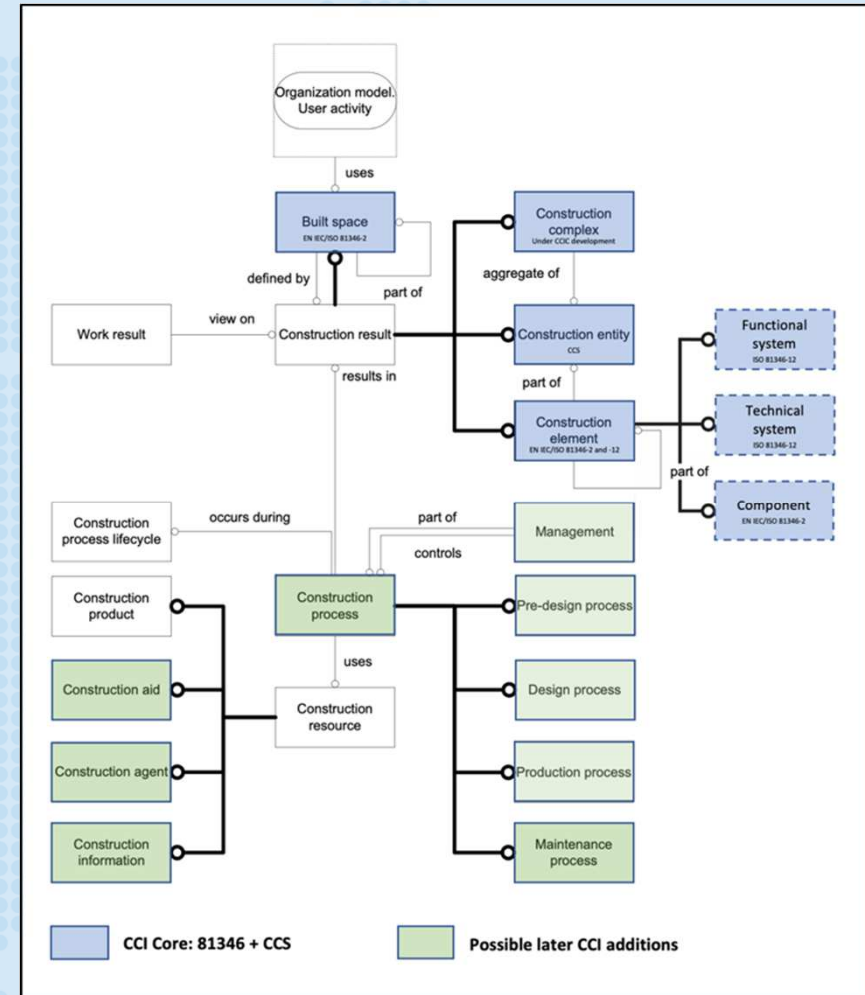 Organization model.
User activity
uses
Built space
EN IEC/ISO 81346-2
Construction
complex
Under CCIC development
defined by
part of
aggregate of
Work result
view on
Construction result
Construction entity
CCS
Functional
system
ISO 81346-12
results in
part of
Construction
element
EN IEC/ISO 81346-2 and -12
Technical
system
ISO 81346-12
part of
Component
EN IEC/ISO 81346-2
Construction
process lifecycle
occurs during
part of
controls
Management
Construction
product
Construction
process
Pre-design process
uses
Construction aid
Construction
resource
Design process
Construction agent
Production process
Construction
information
Maintenance
process
CCI Core: 81346 + CCS
Possible later CCI additions